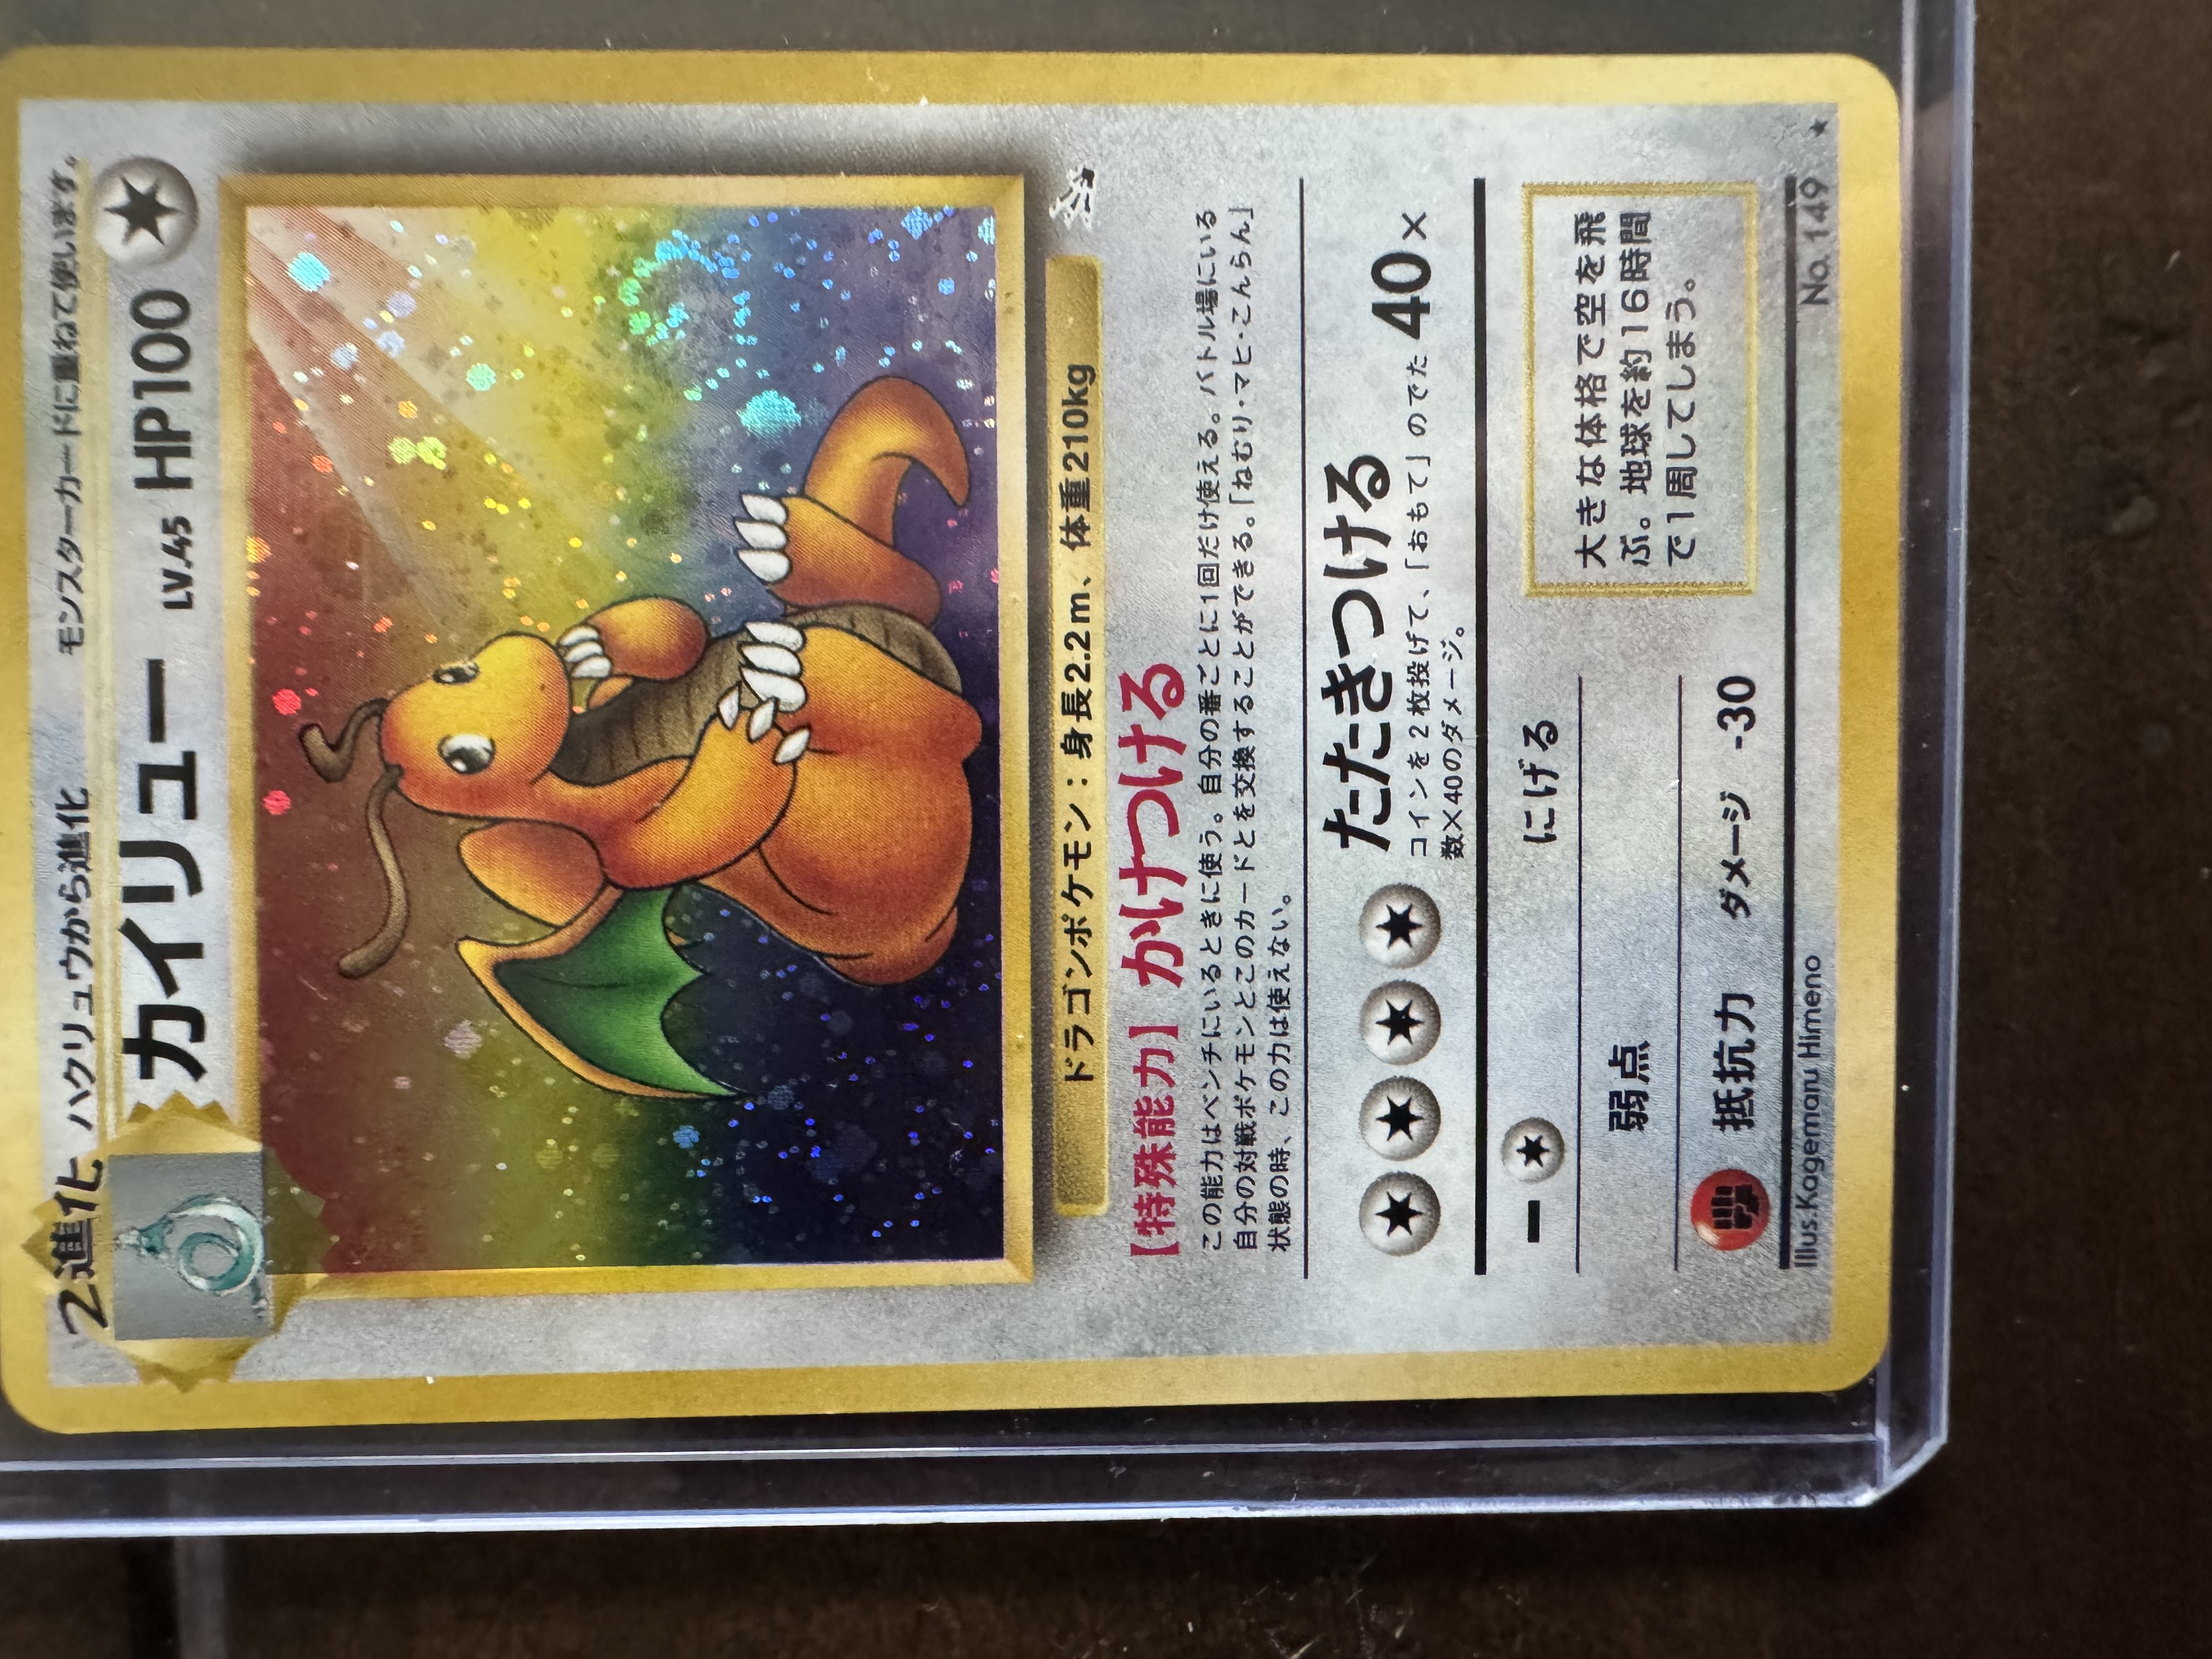 2進化 ハクリュウから進化 モンスターカードに重ねて使います。
カイリュー LV.45 HP100
ドラゴンポケモン：身長2.2m、体重210kg
【特殊能力】かけつける
この能力はベンチにいるときに使う。自分の番ごとに1回だけ使える。バトル場にいる
自分の対戦ポケモンとこのカードとを交換することができる。「ねむり・マヒ・こんらん」
状態の時、この力は使えない。
たたきつける 40×
コインを2枚投げて、「おもて」のでた
数×40のダメージ。
にげる
弱点
抵抗力 ダメージ -30
大きな体格で空を飛
ぶ。地球を約16時間
で1周してしまう。
Illus.Kagemaru Himeno No.149 ★